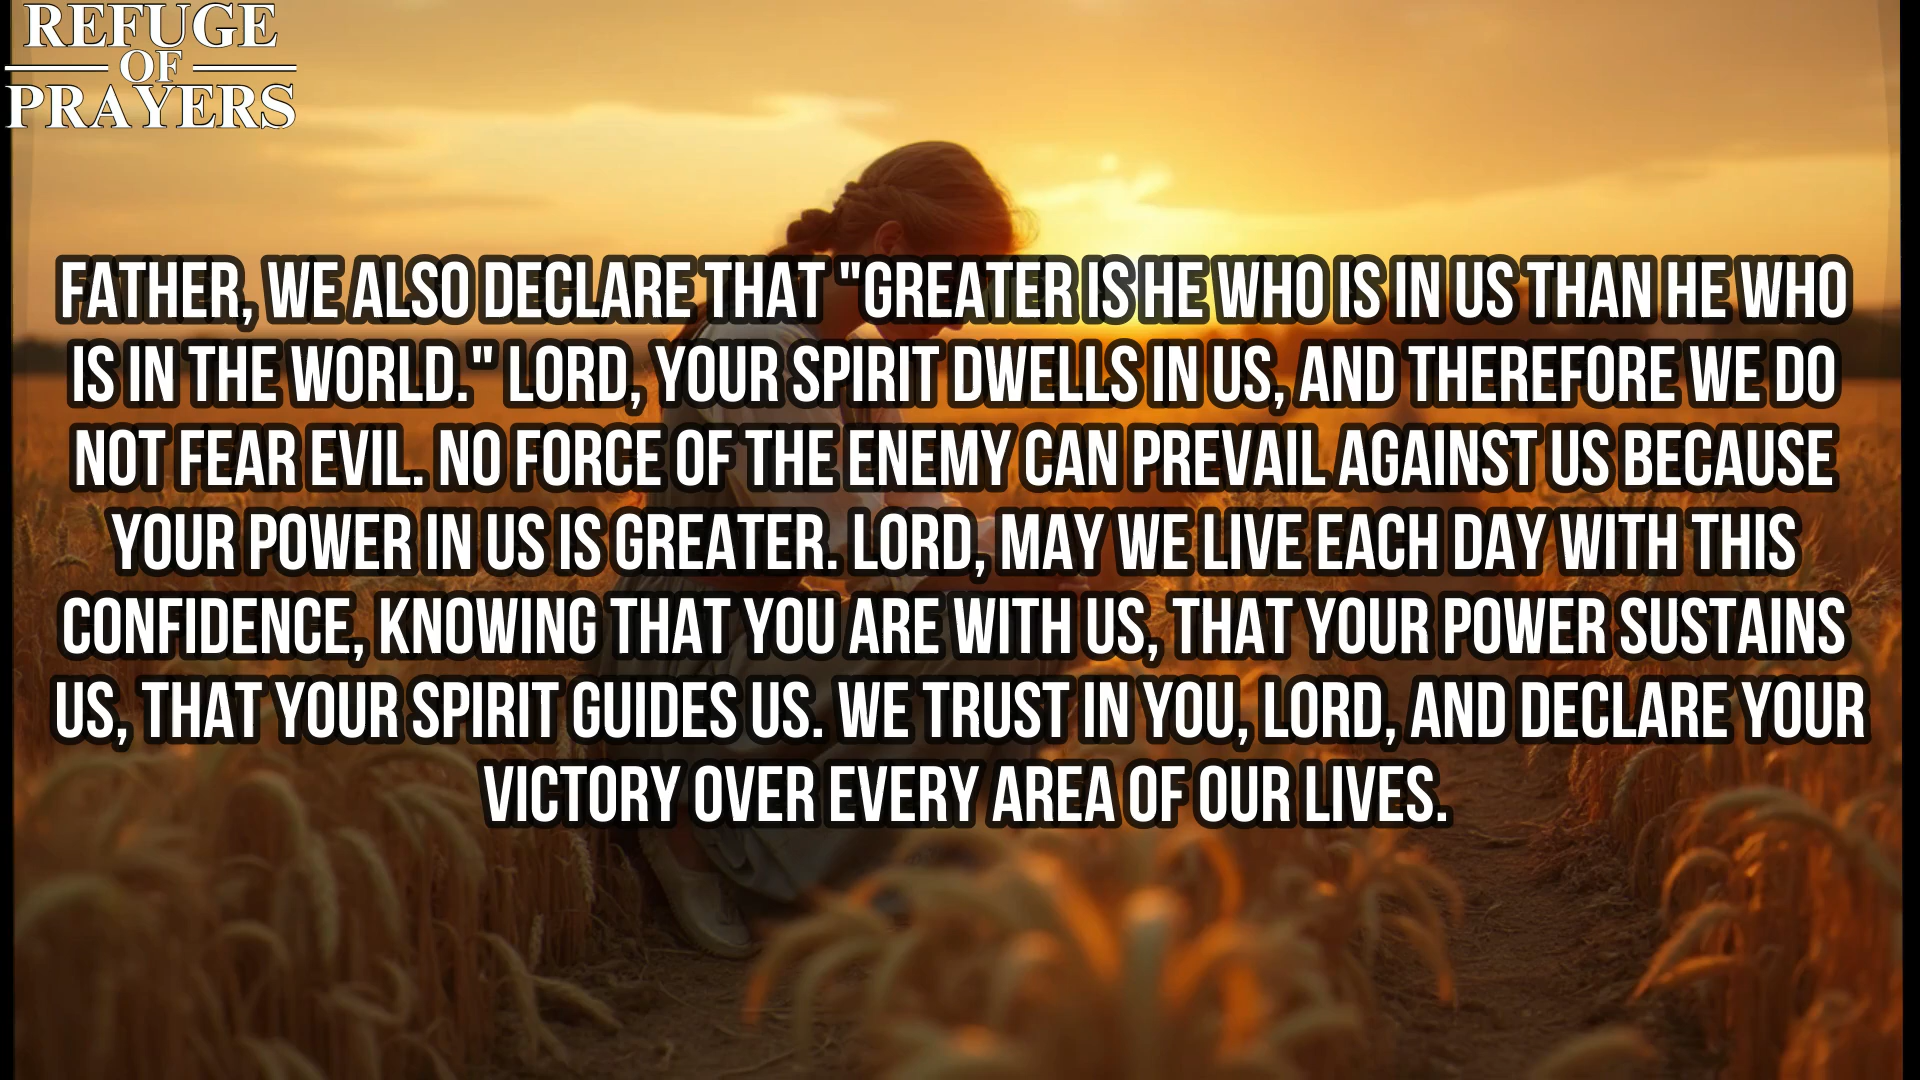 REFUGE
OF
PRAYERS
FATHER, WE ALSO DECLARE THAT "GREATER IS HE WHO IS IN US THAN HE WHO
IS IN THE WORLD." LORD, YOUR SPIRIT DWELLS IN US, AND THEREFORE WE DO
NOT FEAR EVIL. NO FORCE OF THE ENEMY CAN PREVAIL AGAINST US BECAUSE
YOUR POWER IN US IS GREATER. LORD, MAY WE LIVE EACH DAY WITH THIS
CONFIDENCE, KNOWING THAT YOU ARE WITH US, THAT YOUR POWER SUSTAINS
US, THAT YOUR SPIRIT GUIDES US. WE TRUST IN YOU, LORD, AND DECLARE YOUR
VICTORY OVER EVERY AREA OF OUR LIVES.